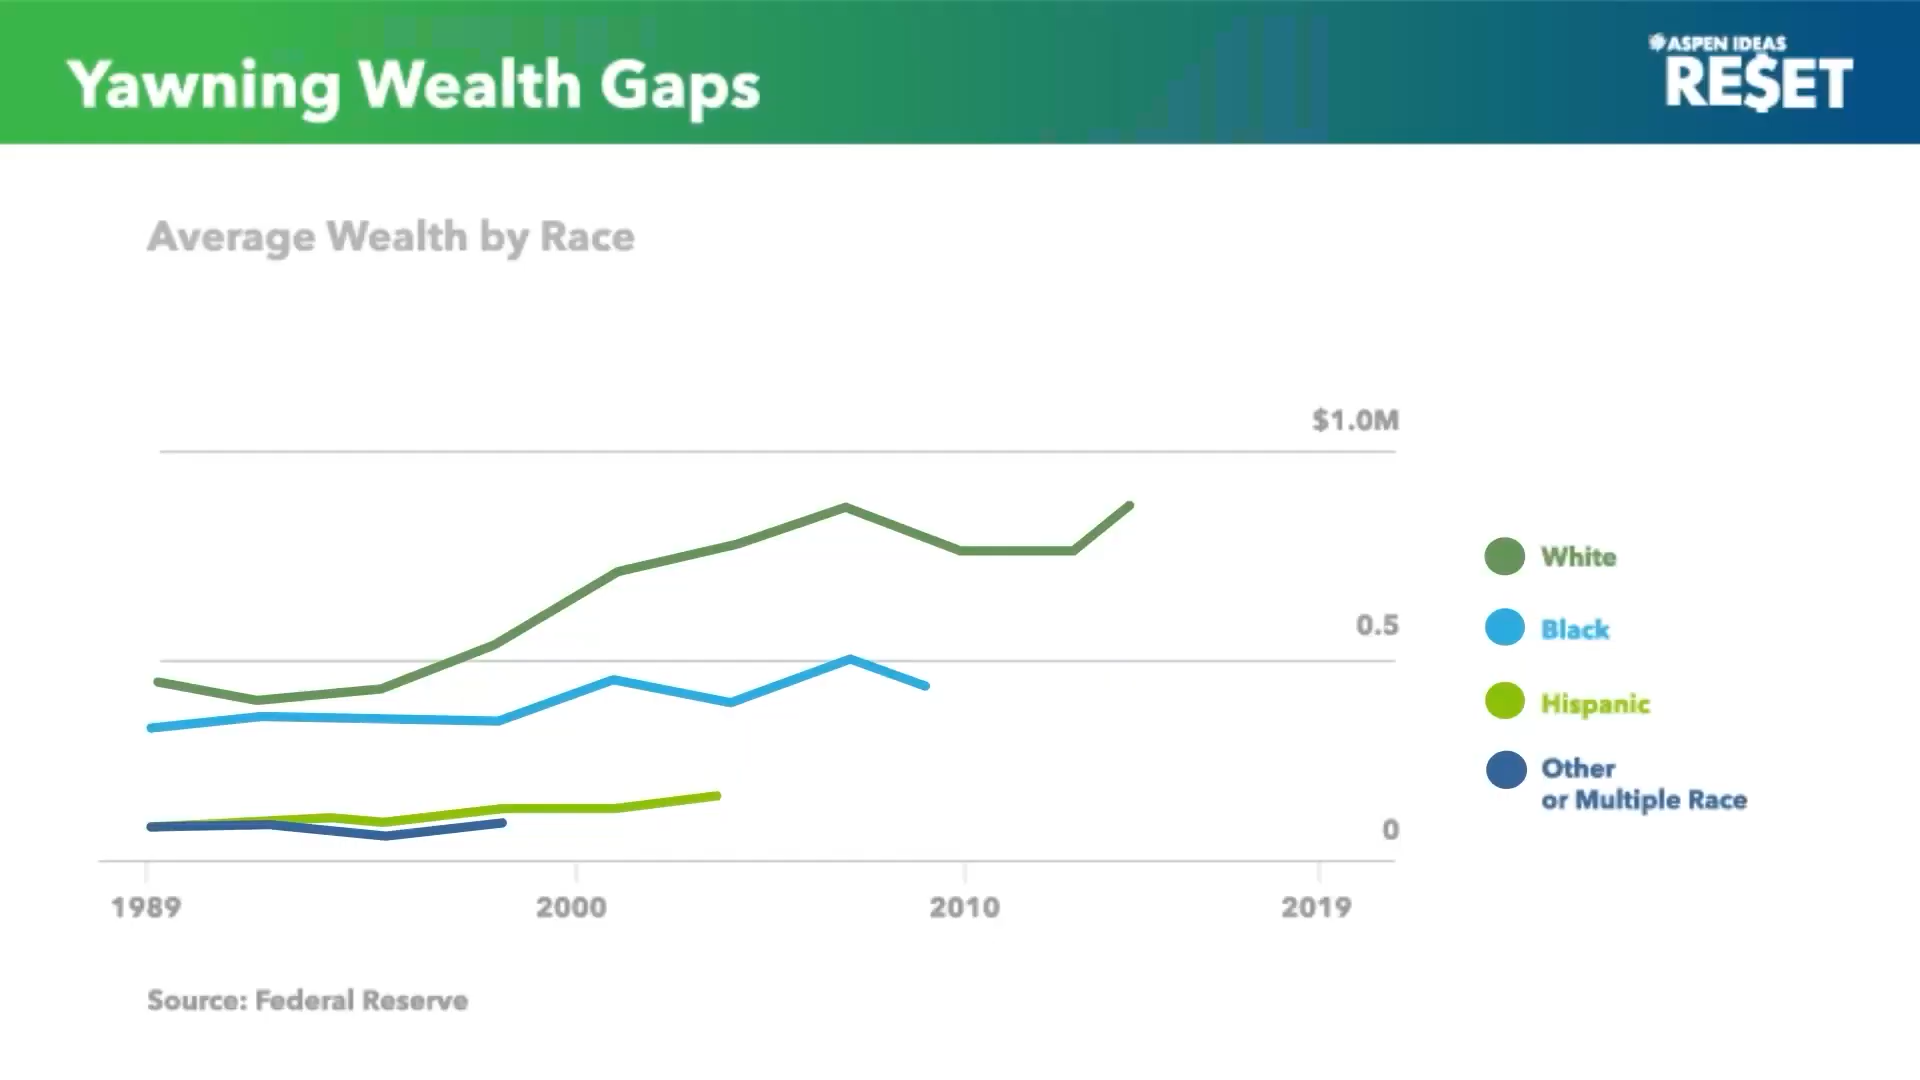 Yawning Wealth Gaps
ASPEN IDEAS
RE$ET
Average Wealth by Race
$1.0M
0.5
0
White
Black
Hispanic
Other
or Multiple Race
1989 2000 2010 2019
Source: Federal Reserve